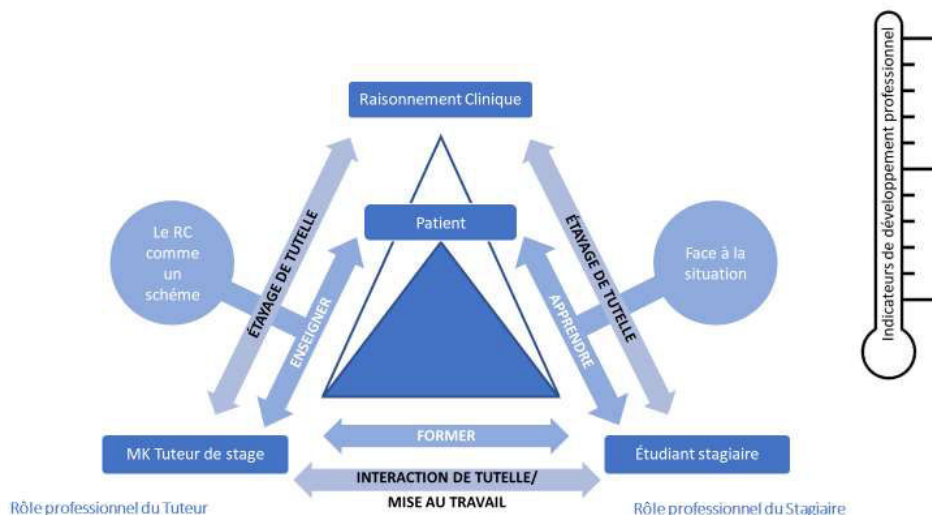 Raisonnement Clinique
Patient
Le RC
comme
un
schéme
Face à la
situation
ÉTAYAGE DE TUTELLE
ENSEIGNER
APPRENDRE
ÉTAYAGE DE TUTELLE
Indicateurs de développement professionnel
FORMER
MK Tuteur de stage
Étudiant stagiaire
INTERACTION DE TUTELLE/
MISE AU TRAVAIL
Rôle professionnel du Tuteur
Rôle professionnel du Stagiaire